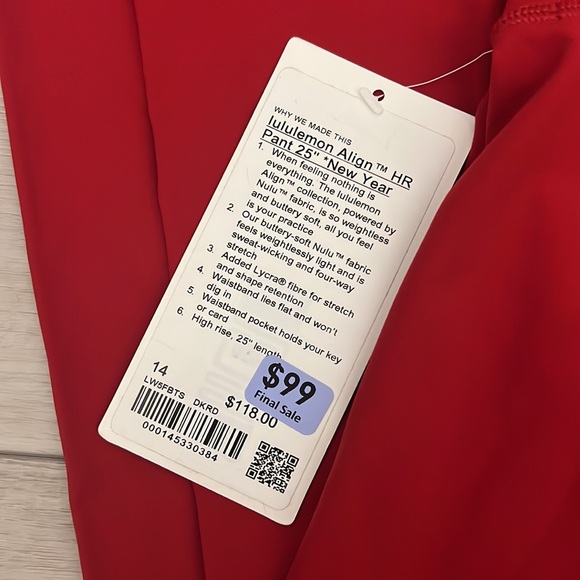 WHY WE MADE THIS
lululemon Align™ HR
Pant 25" *New Year
1. When feeling nothing is
everything. The lululemon
Align™ collection, powered by
Nulu™ fabric, is so weightless
and buttery soft, all you feel
is your practice
2. Our buttery-soft Nulu™ fabric
feels weightlessly light and is
sweat-wicking and four-way
stretch
3. Added Lycra® fibre for stretch
and shape retention
4. Waistband lies flat and won't
dig in
5. Waistband pocket holds your key
or card
6. High rise, 25" length
14
LW5FBTS DKRD
$118.00
$99
Final Sale
000145330384